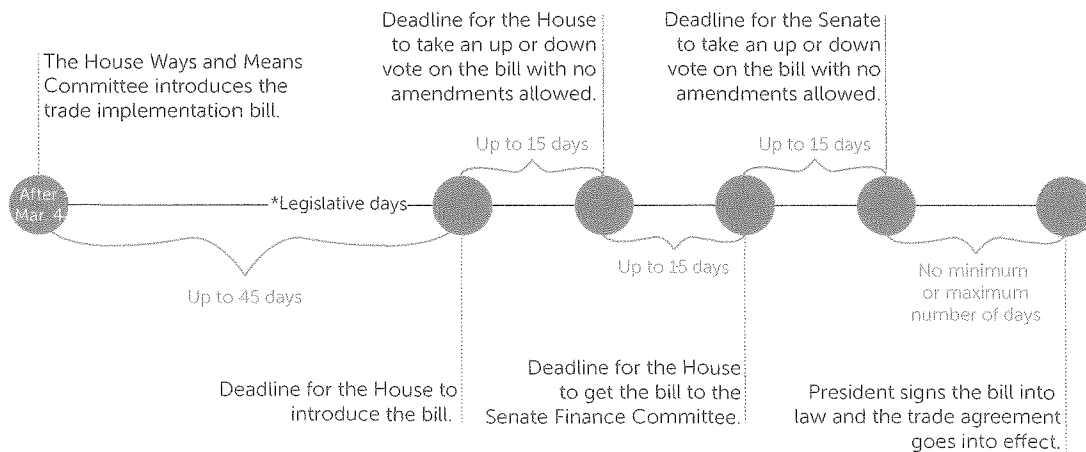 The House Ways and Means
Committee introduces the
trade implementation bill.
Deadline for the House
to take an up or down
vote on the bill with no
amendments allowed.
Deadline for the Senate
to take an up or down
vote on the bill with no
amendments allowed.
Up to 15 days
Up to 15 days
After
Mar. 4
*Legislative days
Up to 45 days
Up to 15 days
No minimum
or maximum
number of days
Deadline for the House to
introduce the bill.
Deadline for the House
to get the bill to the
Senate Finance Committee.
President signs the bill into
law and the trade agreement
goes into effect.